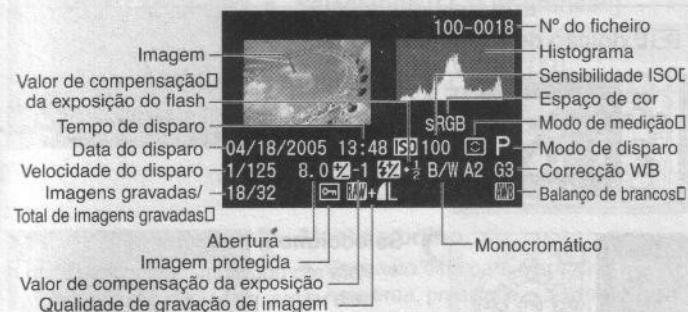 100-0018
Nº do ficheiro
Imagem
Histograma
Valor de compensação
da exposição do flash
Sensibilidade ISO
Espaço de cor
Tempo de disparo
sRGB
Modo de medição
Data do disparo
04/18/2005 13:48 ISO 100 P
Modo de disparo
Velocidade do disparo
1/125 8.0 -1 +½ B/W A2 G3
Correcção WB
Imagens gravadas/
Total de imagens gravadas
18/32 AWB
Balanço de brancos
RAW+L
Abertura
Monocromático
Imagem protegida
Valor de compensação da exposição
Qualidade de gravação de imagem